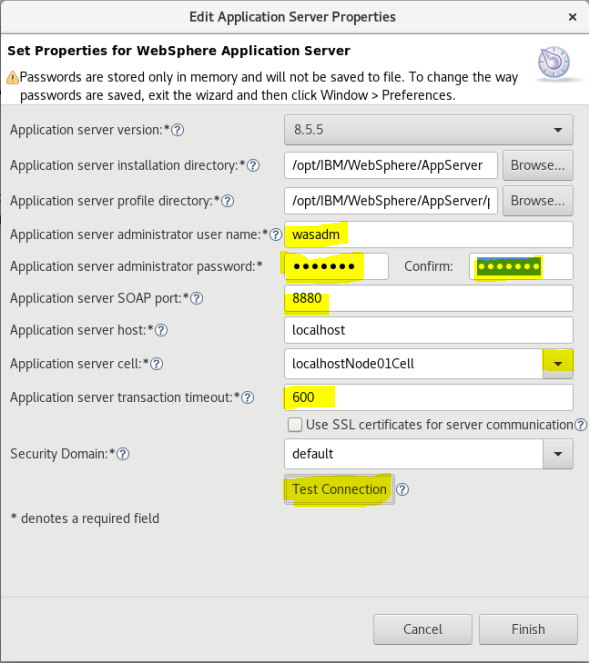 Edit Application Server Properties ×
Set Properties for WebSphere Application Server
Passwords are stored only in memory and will not be saved to file. To change the way
passwords are saved, exit the wizard and then click Window > Preferences.
Application server version:* ? 8.5.5
Application server installation directory:* ? /opt/IBM/WebSphere/AppServer Browse...
Application server profile directory:* ? /opt/IBM/WebSphere/AppServer/ Browse...
Application server administrator user name:* ? wasadm
Application server administrator password:* ●●●●●●● Confirm: ●●●●●●●
Application server SOAP port:* ? 8880
Application server host:* ? localhost
Application server cell:* ? localhostNode01Cell
Application server transaction timeout:* ? 600
Use SSL certificates for server communication ?
Security Domain:* ? default
Test Connection ?
* denotes a required field
Cancel Finish